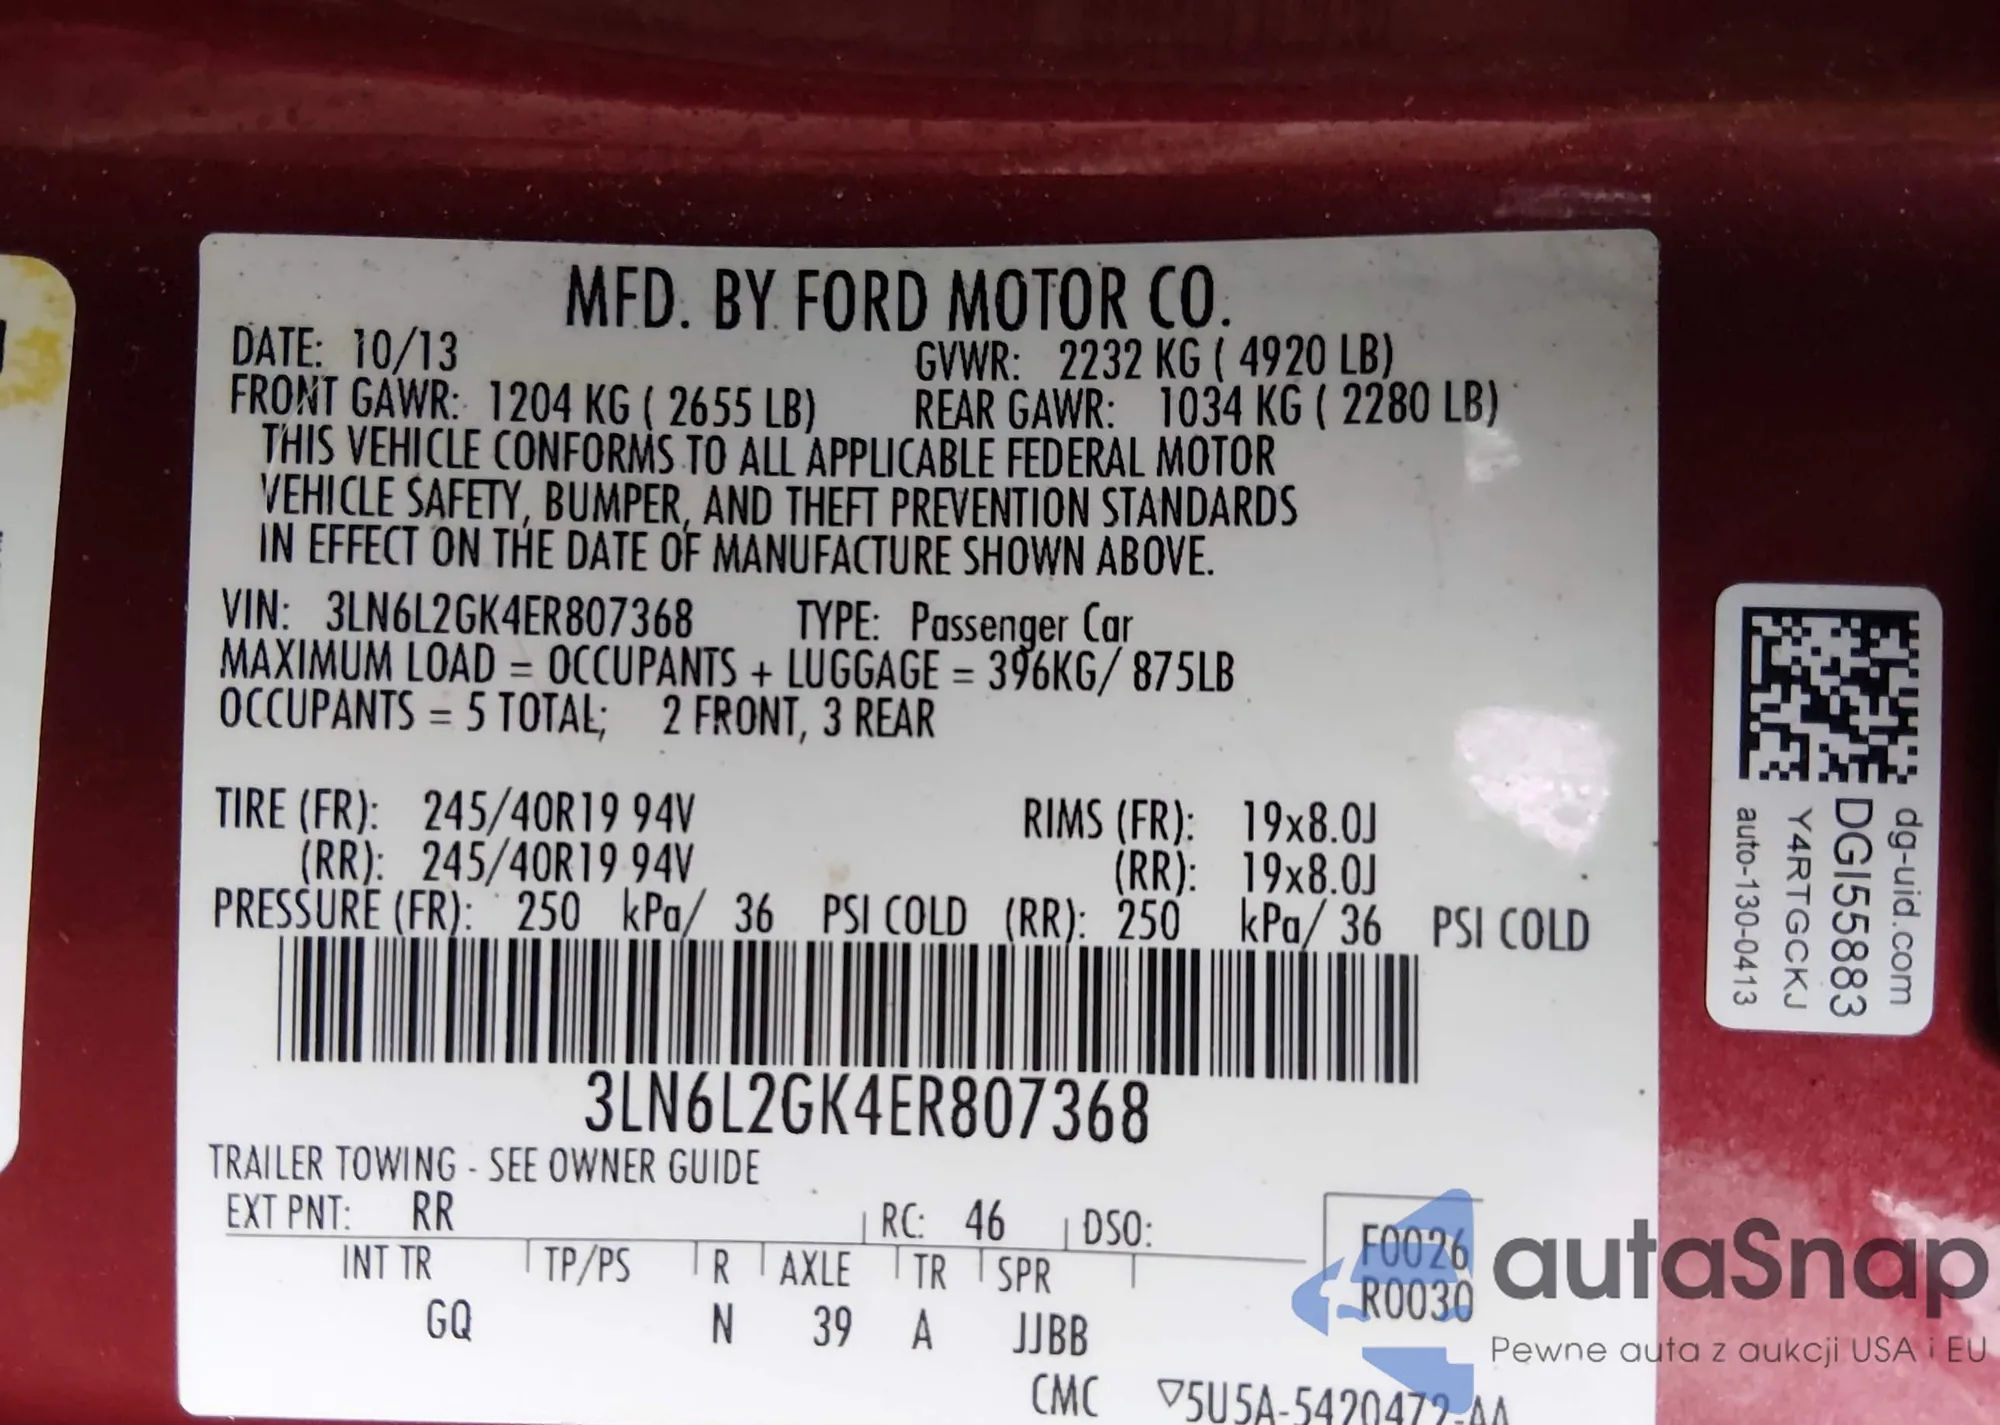 MFD. BY FORD MOTOR CO.
DATE: 10/13 GVWR: 2232 KG ( 4920 LB)
FRONT GAWR: 1204 KG ( 2655 LB) REAR GAWR: 1034 KG ( 2280 LB)
THIS VEHICLE CONFORMS TO ALL APPLICABLE FEDERAL MOTOR
VEHICLE SAFETY, BUMPER, AND THEFT PREVENTION STANDARDS
IN EFFECT ON THE DATE OF MANUFACTURE SHOWN ABOVE.
VIN: 3LN6L2GK4ER807368 TYPE: Passenger Car
MAXIMUM LOAD = OCCUPANTS + LUGGAGE = 396KG/ 875LB
OCCUPANTS = 5 TOTAL; 2 FRONT, 3 REAR
TIRE (FR): 245/40R19 94V RIMS (FR): 19x8.0J
(RR): 245/40R19 94V (RR): 19x8.0J
PRESSURE (FR): 250 kPa/ 36 PSI COLD (RR): 250 kPa/ 36 PSI COLD
3LN6L2GK4ER807368
TRAILER TOWING - SEE OWNER GUIDE
EXT PNT: RR RC: 46 DSO:
INT TR TP/PS R AXLE TR SPR
GQ N 39 A JJBB
F0026
R0030
CMC ▽5U5A-5420472-AA
dg-uid.com
DGI55883
Y4RTGCKJ
auto-130-0413
autaSnap
Pewne auta z aukcji USA i EU